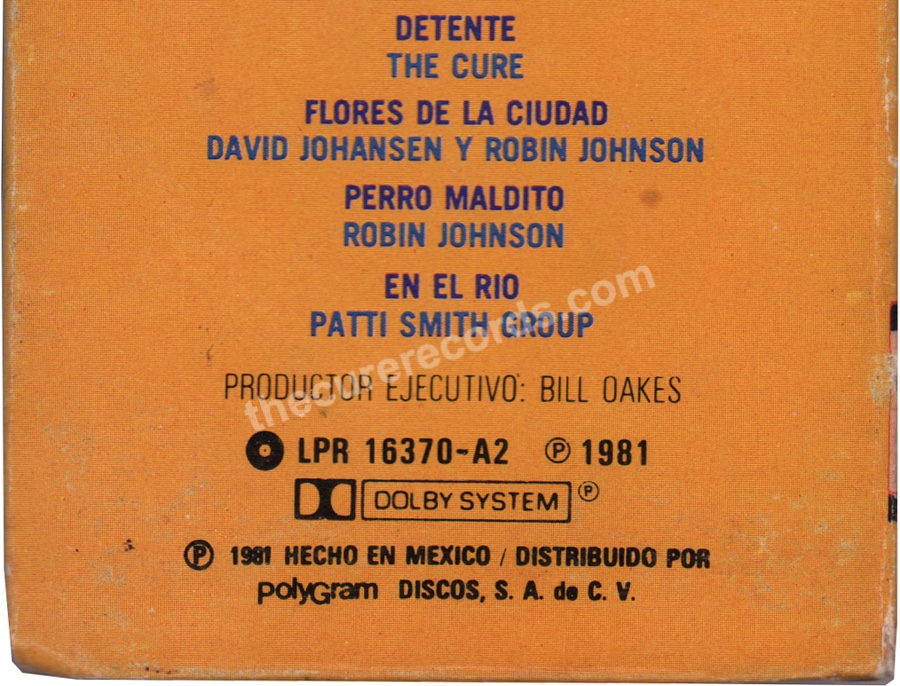 DETENTE
THE CURE
FLORES DE LA CIUDAD
DAVID JOHANSEN Y ROBIN JOHNSON
PERRO MALDITO
ROBIN JOHNSON
EN EL RIO
PATTI SMITH GROUP
thecurerecords.com
PRODUCTOR EJECUTIVO: BILL OAKES
LPR 16370-A2 Ⓟ 1981
DOLBY SYSTEM Ⓟ
Ⓟ 1981 HECHO EN MEXICO / DISTRIBUIDO POR
polyGram DISCOS, S. A. de C. V.